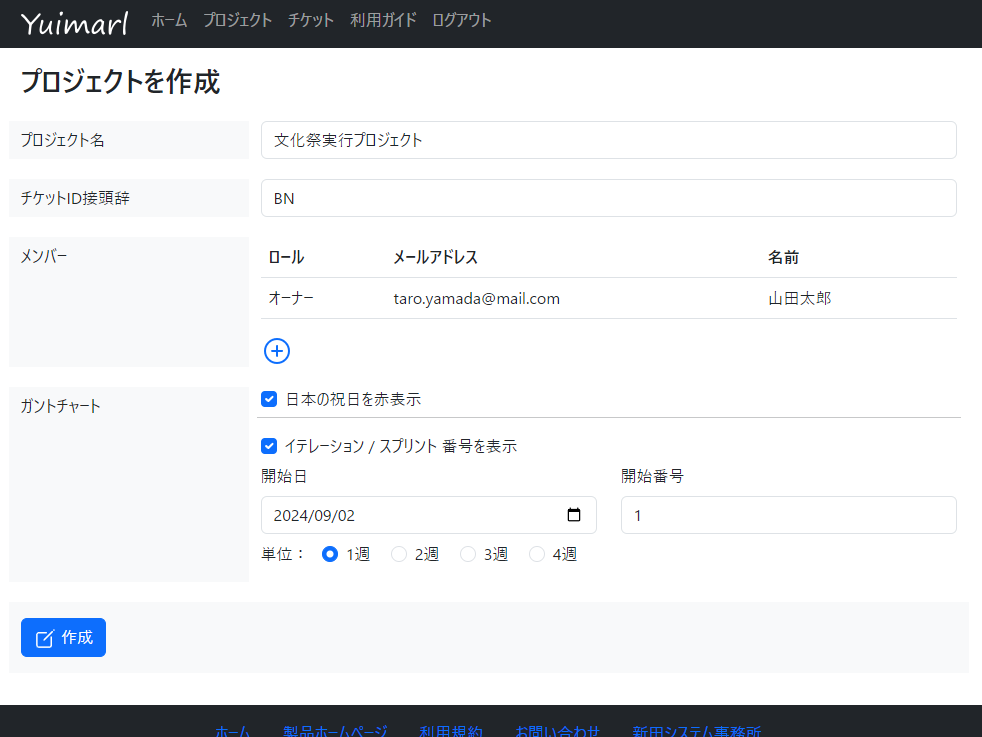 Yuimarl ホーム プロジェクト チケット 利用ガイド ログアウト
プロジェクトを作成
プロジェクト名 文化祭実行プロジェクト
チケットID接頭辞 BN
メンバー ロール メールアドレス 名前
オーナー taro.yamada@mail.com 山田太郎
ガントチャート 日本の祝日を赤表示
イテレーション / スプリント 番号を表示
開始日 開始番号
2024/09/02 1
単位： 1週 2週 3週 4週
作成
ホーム 製品ホームページ 利用規約 お問い合わせ 新田システム事務所